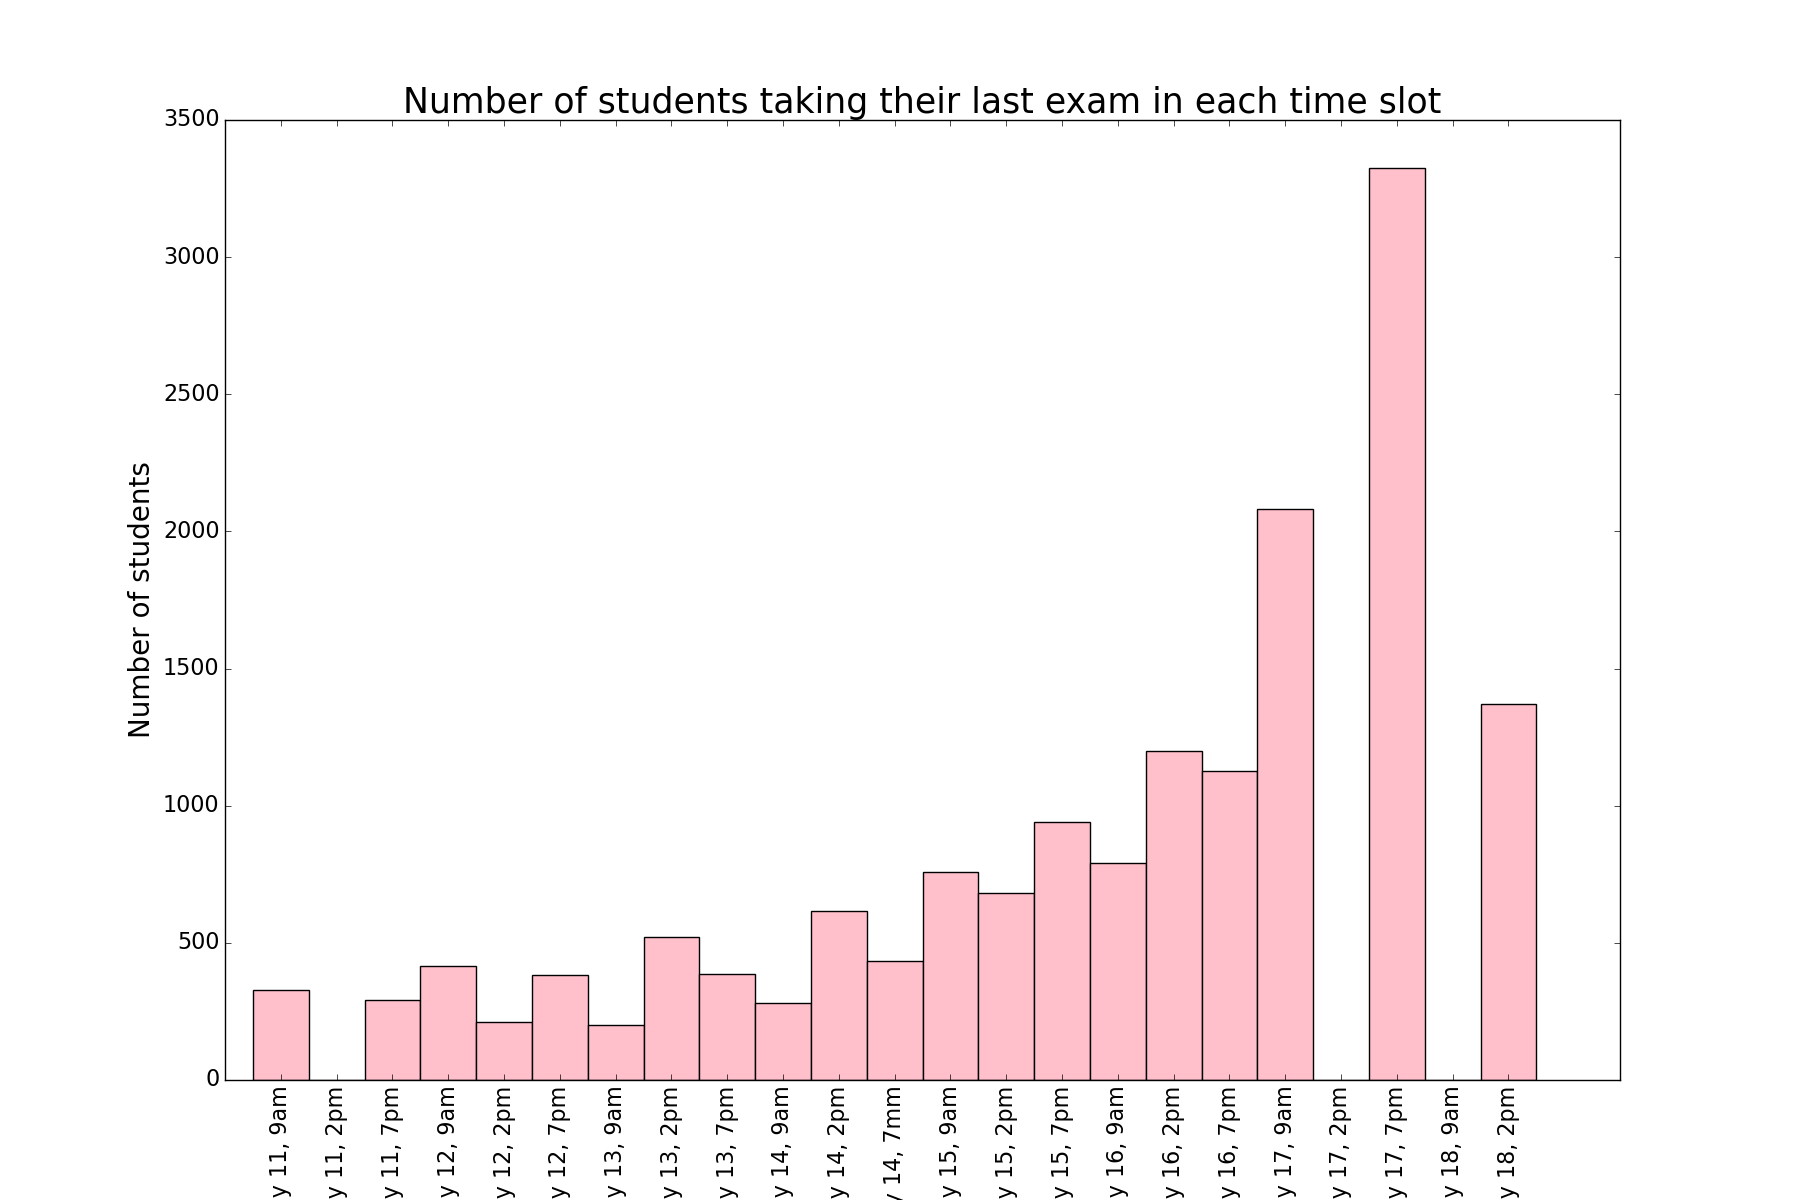 Number of students taking their last exam in each time slot
Number of students
3500
3000
2500
2000
1500
1000
500
0
y 11, 9am
y 11, 2pm
y 11, 7pm
y 12, 9am
y 12, 2pm
y 12, 7pm
y 13, 9am
y 13, 2pm
y 13, 7pm
y 14, 9am
y 14, 2pm
y 14, 7mm
y 15, 9am
y 15, 2pm
y 15, 7pm
y 16, 9am
y 16, 2pm
y 16, 7pm
y 17, 9am
y 17, 2pm
y 17, 7pm
y 18, 9am
y 18, 2pm